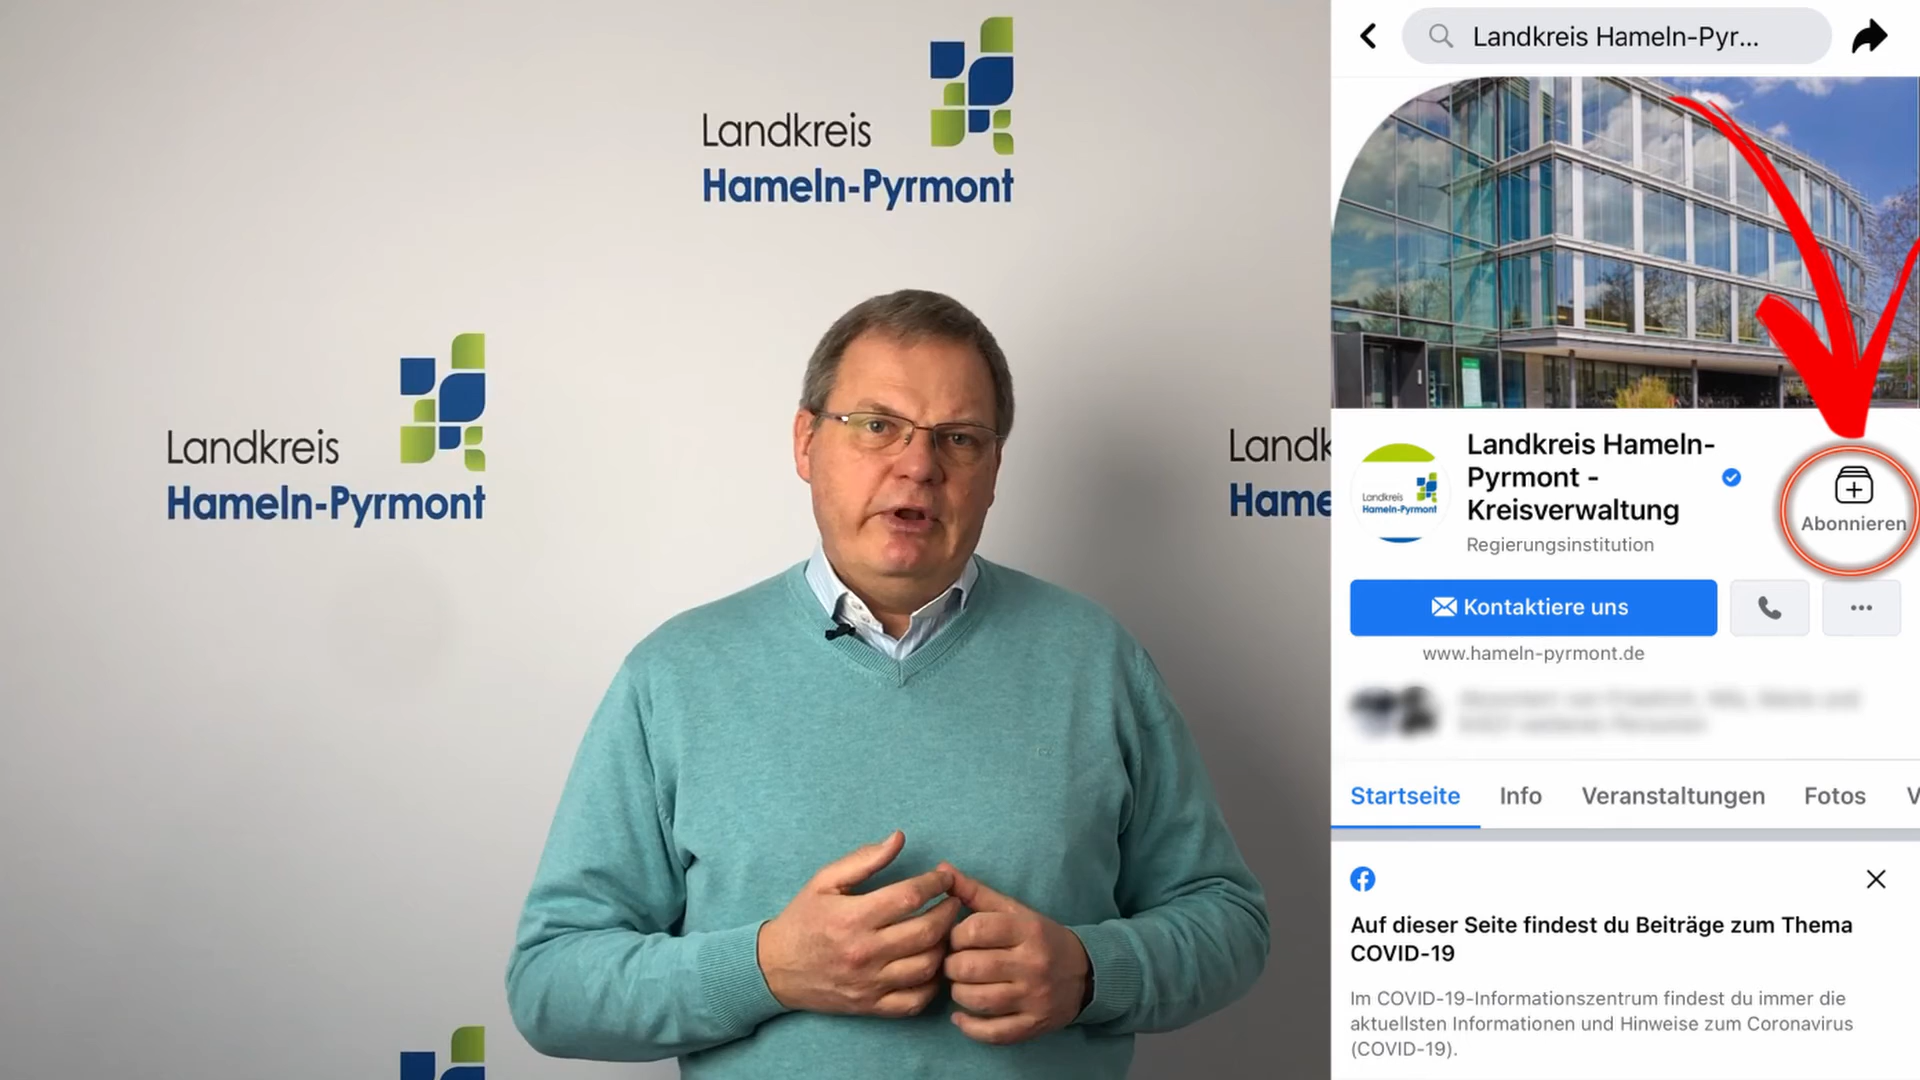 Landkreis
Hameln-Pyrmont
Landkreis
Hameln-Pyrmont
Landk
Hame
Landkreis Hameln-Pyr...
Landkreis
Hameln-Pyrmont
Landkreis Hameln-
Pyrmont -
Kreisverwaltung
Regierungsinstitution
Abonnieren
Kontaktiere uns
www.hameln-pyrmont.de
Startseite Info Veranstaltungen Fotos V
Auf dieser Seite findest du Beiträge zum Thema
COVID-19
Im COVID-19-Informationszentrum findest du immer die
aktuellsten Informationen und Hinweise zum Coronavirus
(COVID-19).